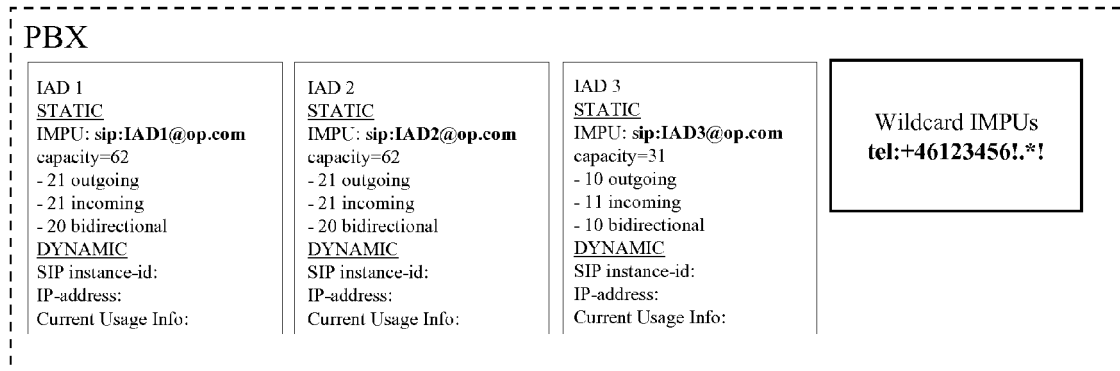 PBX
IAD 1
STATIC
IMPU: sip:IAD1@op.com
capacity=62
- 21 outgoing
- 21 incoming
- 20 bidirectional
DYNAMIC
SIP instance-id:
IP-address:
Current Usage Info:
IAD 2
STATIC
IMPU: sip:IAD2@op.com
capacity=62
- 21 outgoing
- 21 incoming
- 20 bidirectional
DYNAMIC
SIP instance-id:
IP-address:
Current Usage Info:
IAD 3
STATIC
IMPU: sip:IAD3@op.com
capacity=31
- 10 outgoing
- 11 incoming
- 10 bidirectional
DYNAMIC
SIP instance-id:
IP-address:
Current Usage Info:
Wildcard IMPUs
tel:+46123456!.*!